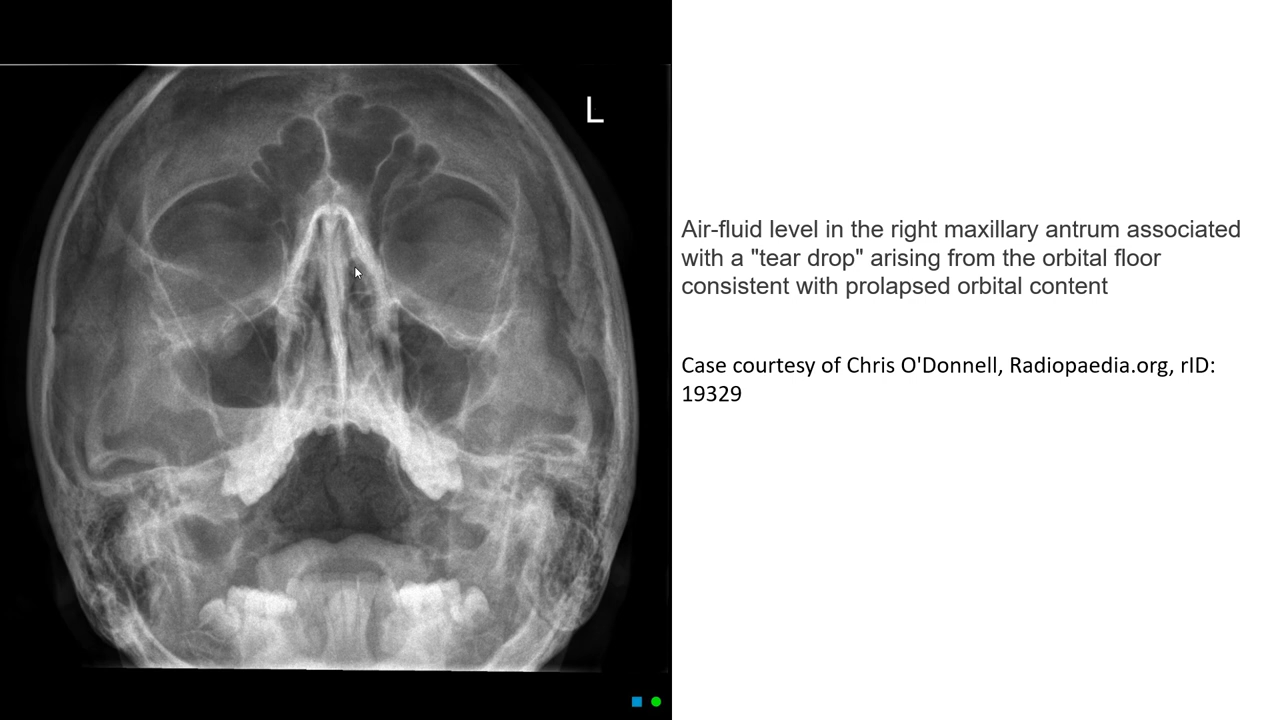 L
Air-fluid level in the right maxillary antrum associated
with a "tear drop" arising from the orbital floor
consistent with prolapsed orbital content
Case courtesy of Chris O'Donnell, Radiopaedia.org, rID:
19329